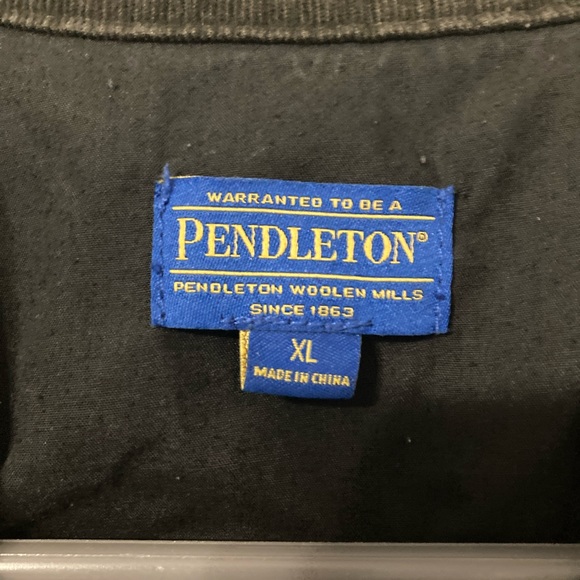 WARRANTED TO BE A
PENDLETON®
PENDLETON WOOLEN MILLS
SINCE 1863
XL
MADE IN CHINA